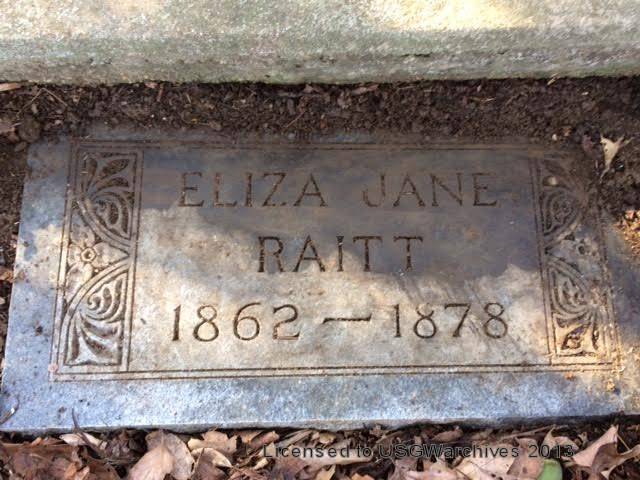 ELIZA JANE
RAITT
1862 — 1878
Licensed to USGWarchives 2013